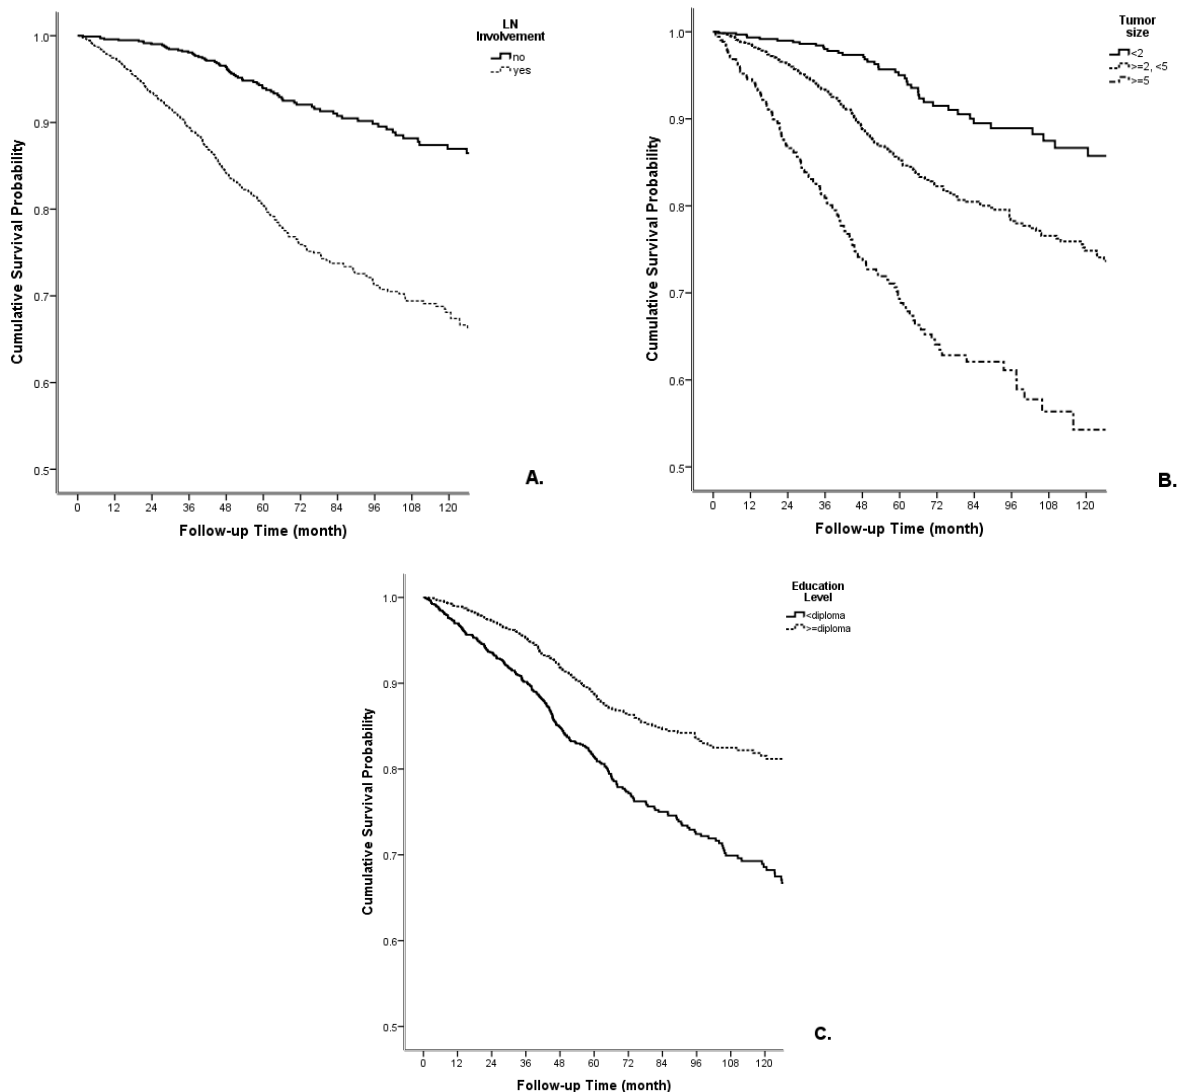 LN
Involvement
no
yes
1.0
0.9
0.8
0.7
0.6
0.5
Cumulative Survival Probability
0 12 24 36 48 60 72 84 96 108 120
Follow-up Time (month)
A.
Tumor
size
<2
>=2, <5
>=5
1.0
0.9
0.8
0.7
0.6
0.5
Cumulative Survival Probability
0 12 24 36 48 60 72 84 96 108 120
Follow-up Time (month)
B.
Education
Level
<diploma
>=diploma
1.0
0.9
0.8
0.7
0.6
0.5
Cumulative Survival Probability
0 12 24 36 48 60 72 84 96 108 120
Follow-up Time (month)
C.